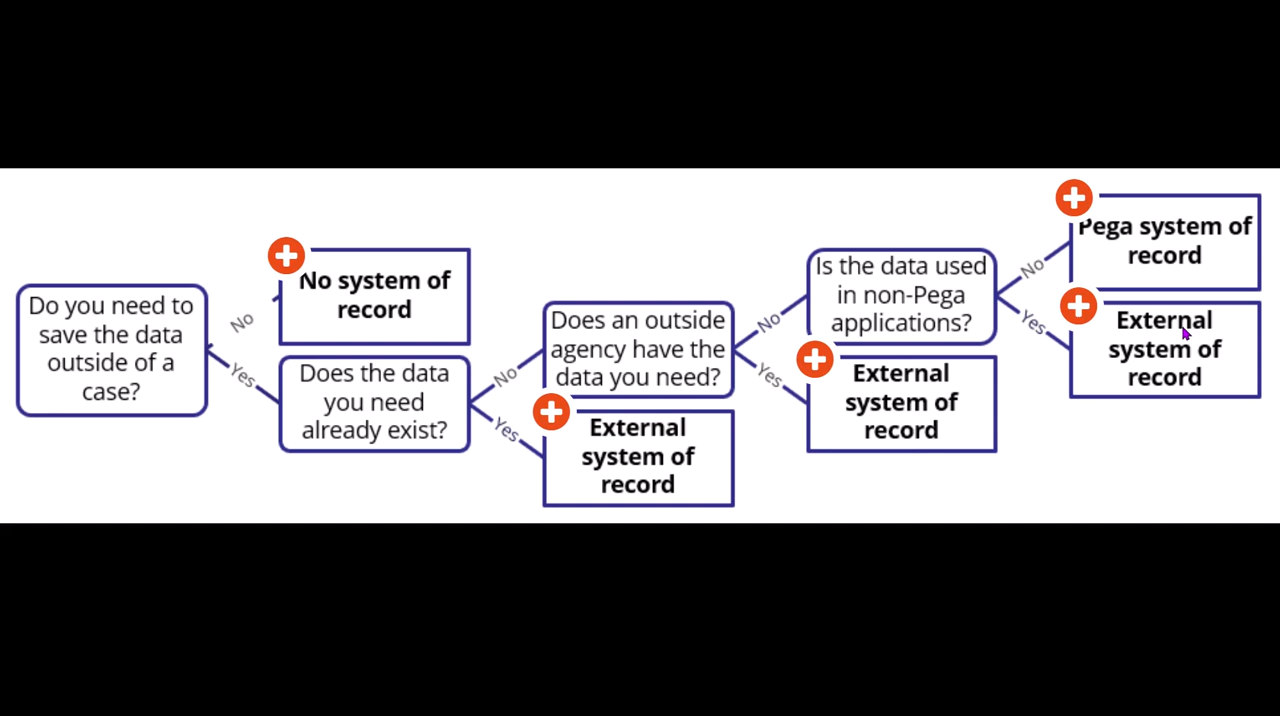 Do you need to
save the data
outside of a
case?
No
Yes
No system of
record
Does the data
you need
already exist?
No
Yes
Does an outside
agency have the
data you need?
External
system of
record
No
Yes
Is the data used
in non-Pega
applications?
External
system of
record
No
Yes
Pega system of
record
External
system of
record